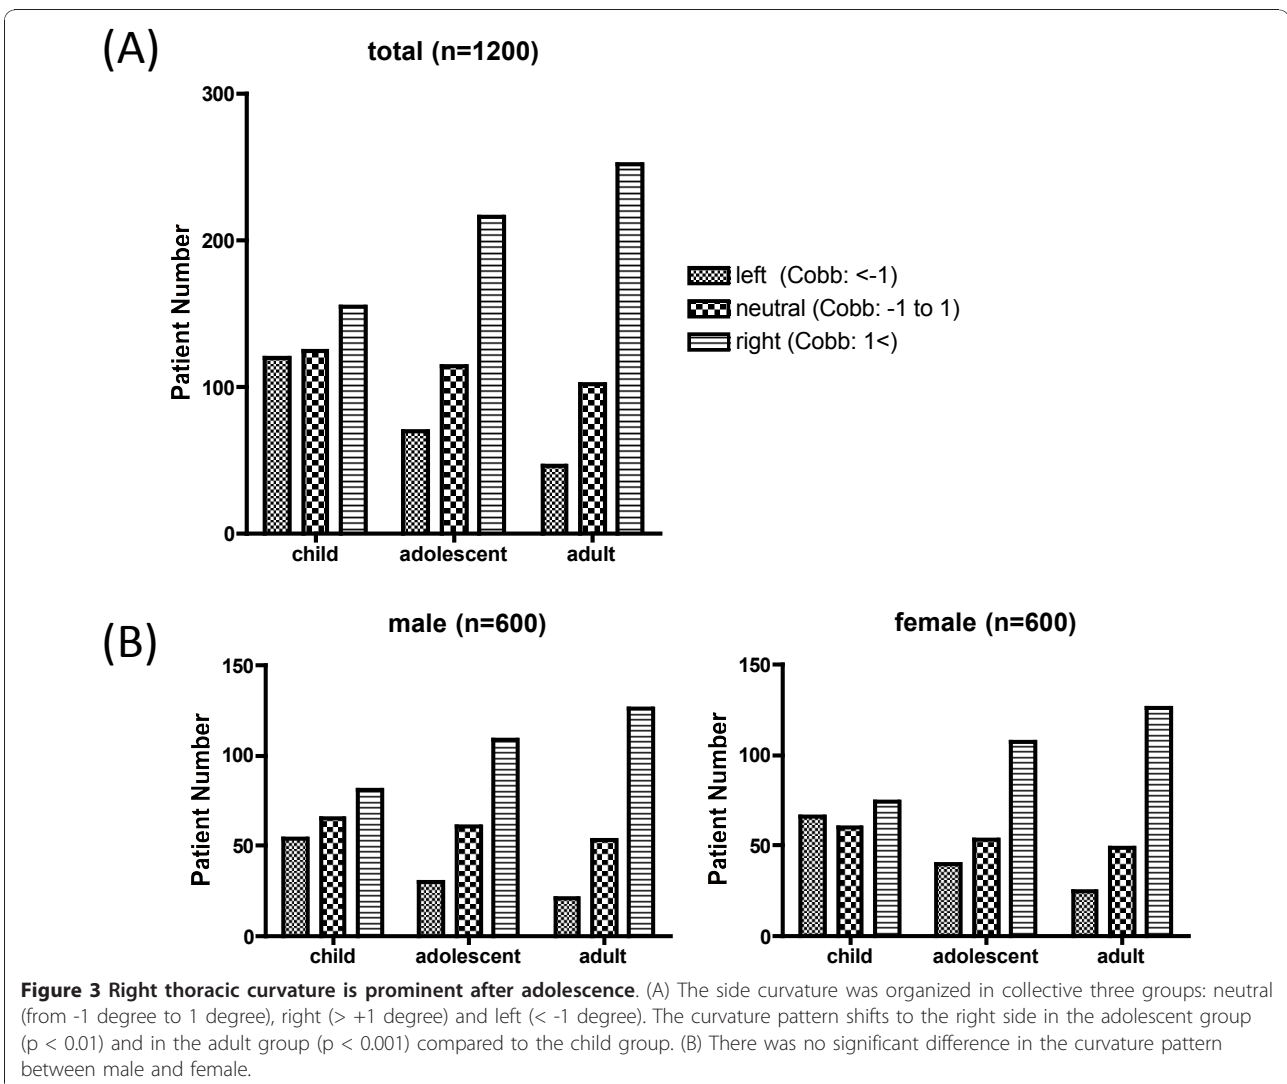 (A)
total (n=1200)
300
200
100
0
Patient Number
child adolescent adult
left (Cobb: <-1)
neutral (Cobb: -1 to 1)
right (Cobb: 1<)
(B)
male (n=600)
150
100
50
0
Patient Number
child adolescent adult
female (n=600)
150
100
50
0
Patient Number
child adolescent adult
Figure 3 Right thoracic curvature is prominent after adolescence. (A) The side curvature was organized in collective three groups: neutral
(from -1 degree to 1 degree), right (> +1 degree) and left (< -1 degree). The curvature pattern shifts to the right side in the adolescent group
(p < 0.01) and in the adult group (p < 0.001) compared to the child group. (B) There was no significant difference in the curvature pattern
between male and female.